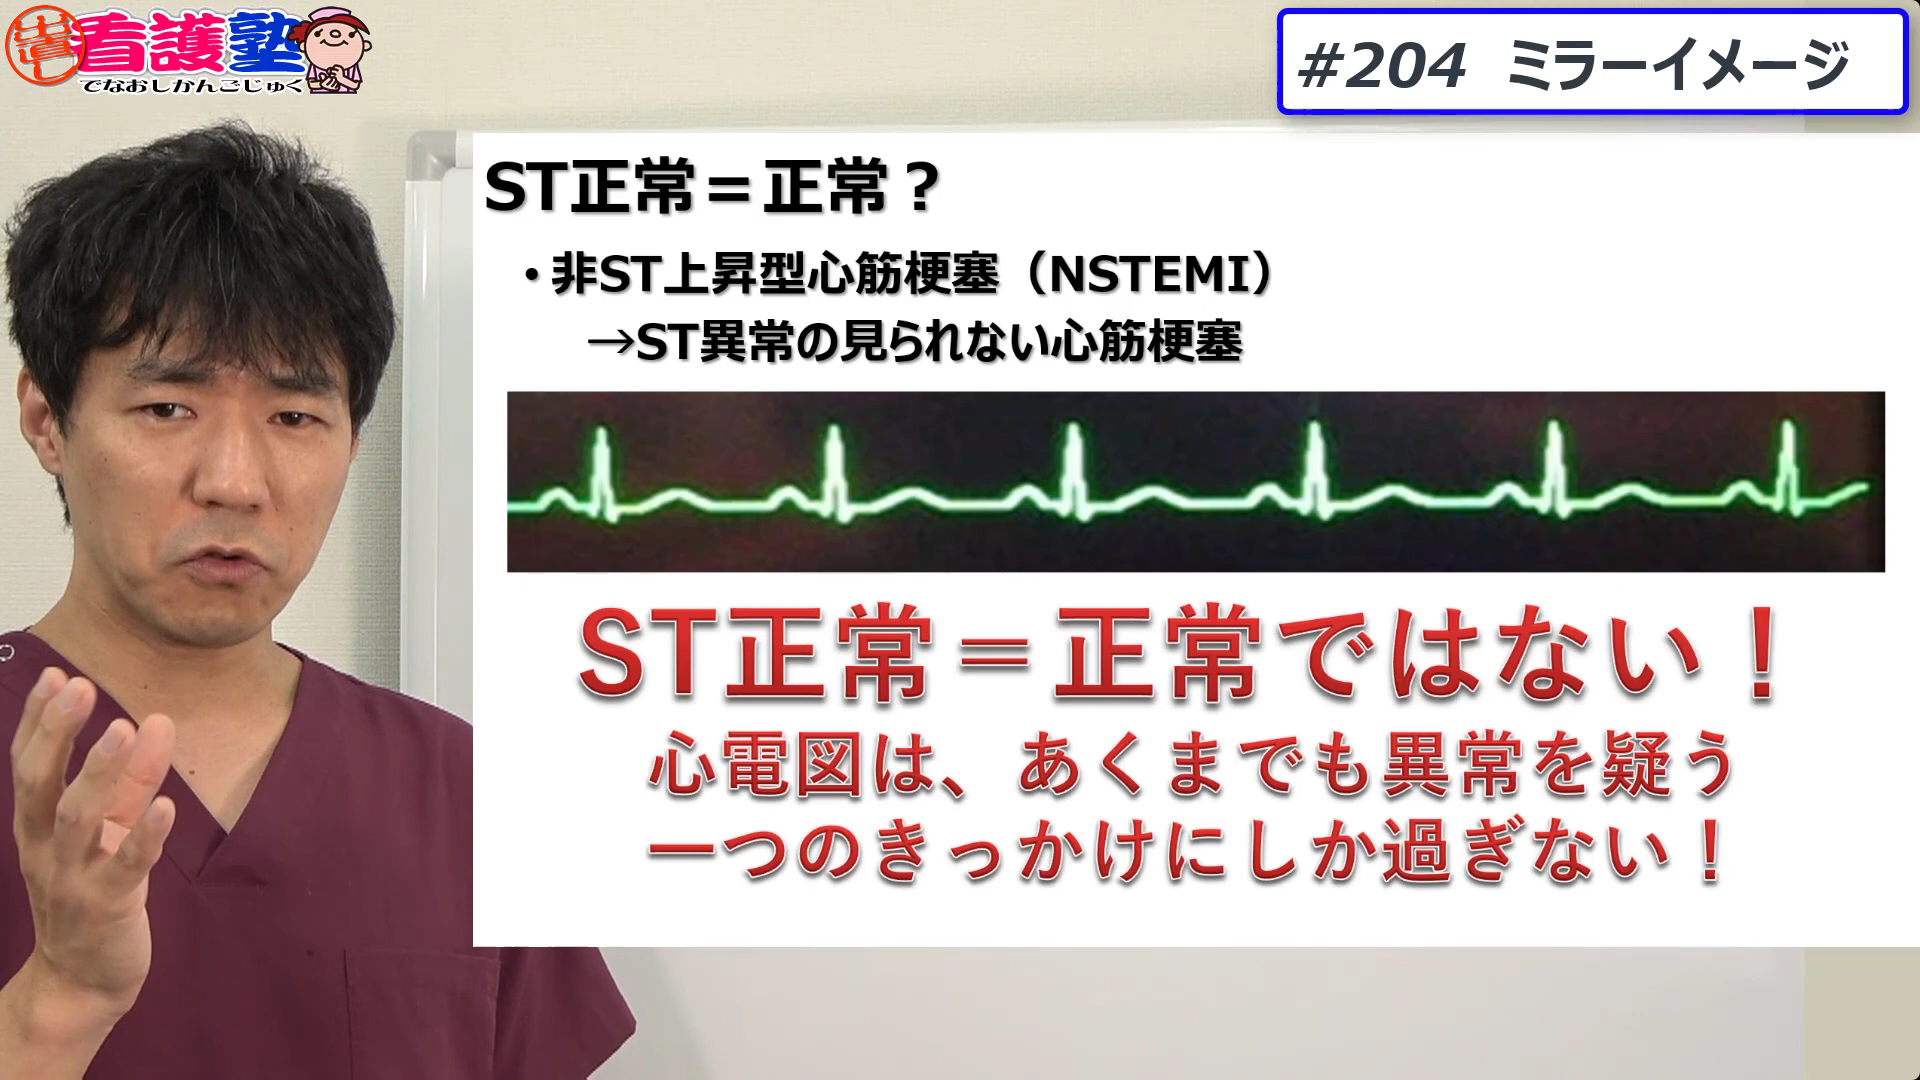 出直し看護塾
でなおしかんごじゅく
#204 ミラーイメージ
ST正常＝正常？
・非ST上昇型心筋梗塞（NSTEMI）
→ST異常の見られない心筋梗塞
ST正常＝正常ではない！
心電図は、あくまでも異常を疑う
一つのきっかけにしか過ぎない！